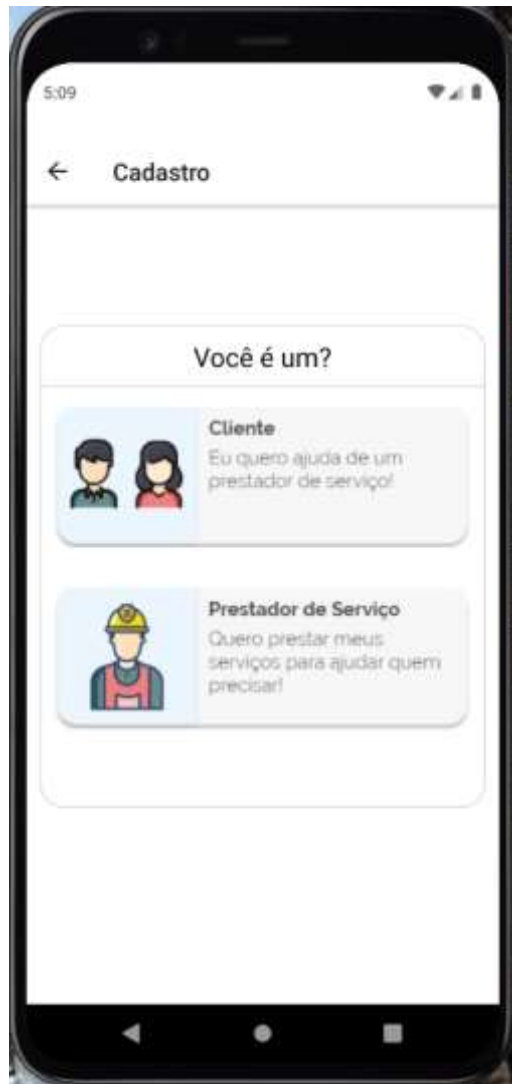 5:09
Cadastro
Você é um?
Cliente
Eu quero ajuda de um
prestador de serviço!
Prestador de Serviço
Quero prestar meus
serviços para ajudar quem
precisar!